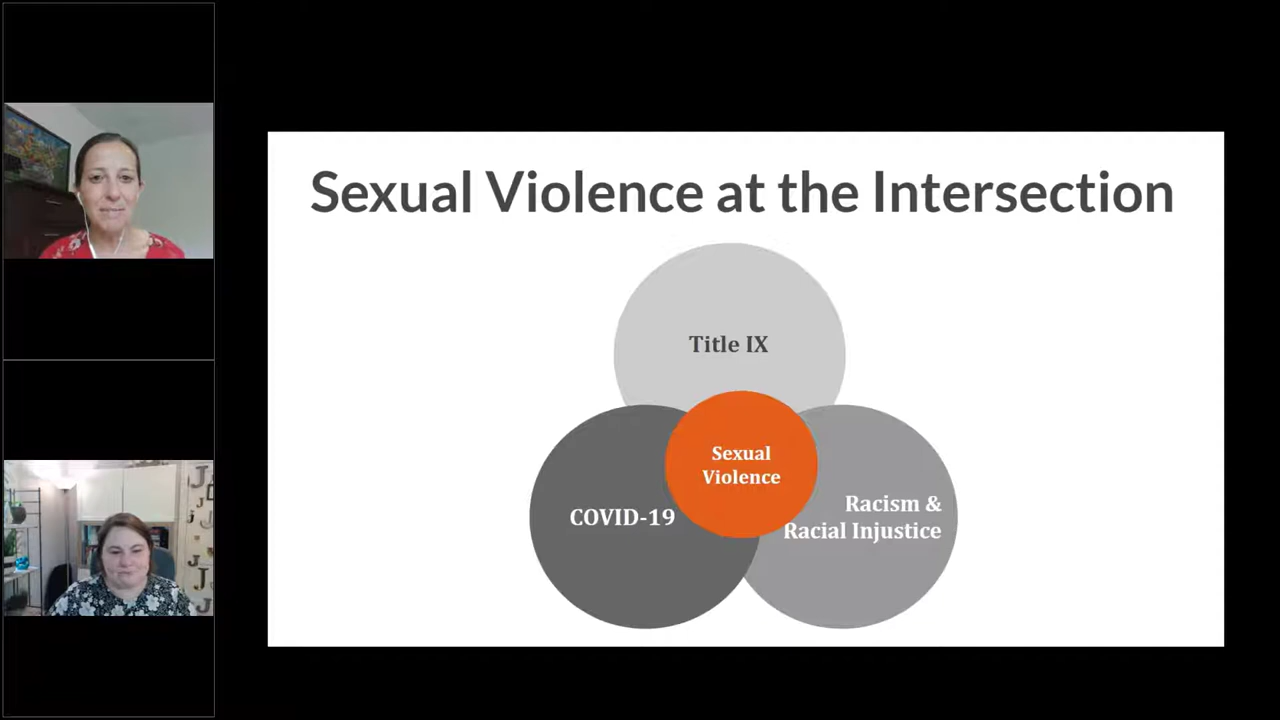 Sexual Violence at the Intersection
Title IX
Sexual
Violence
COVID-19
Racism &
Racial Injustice